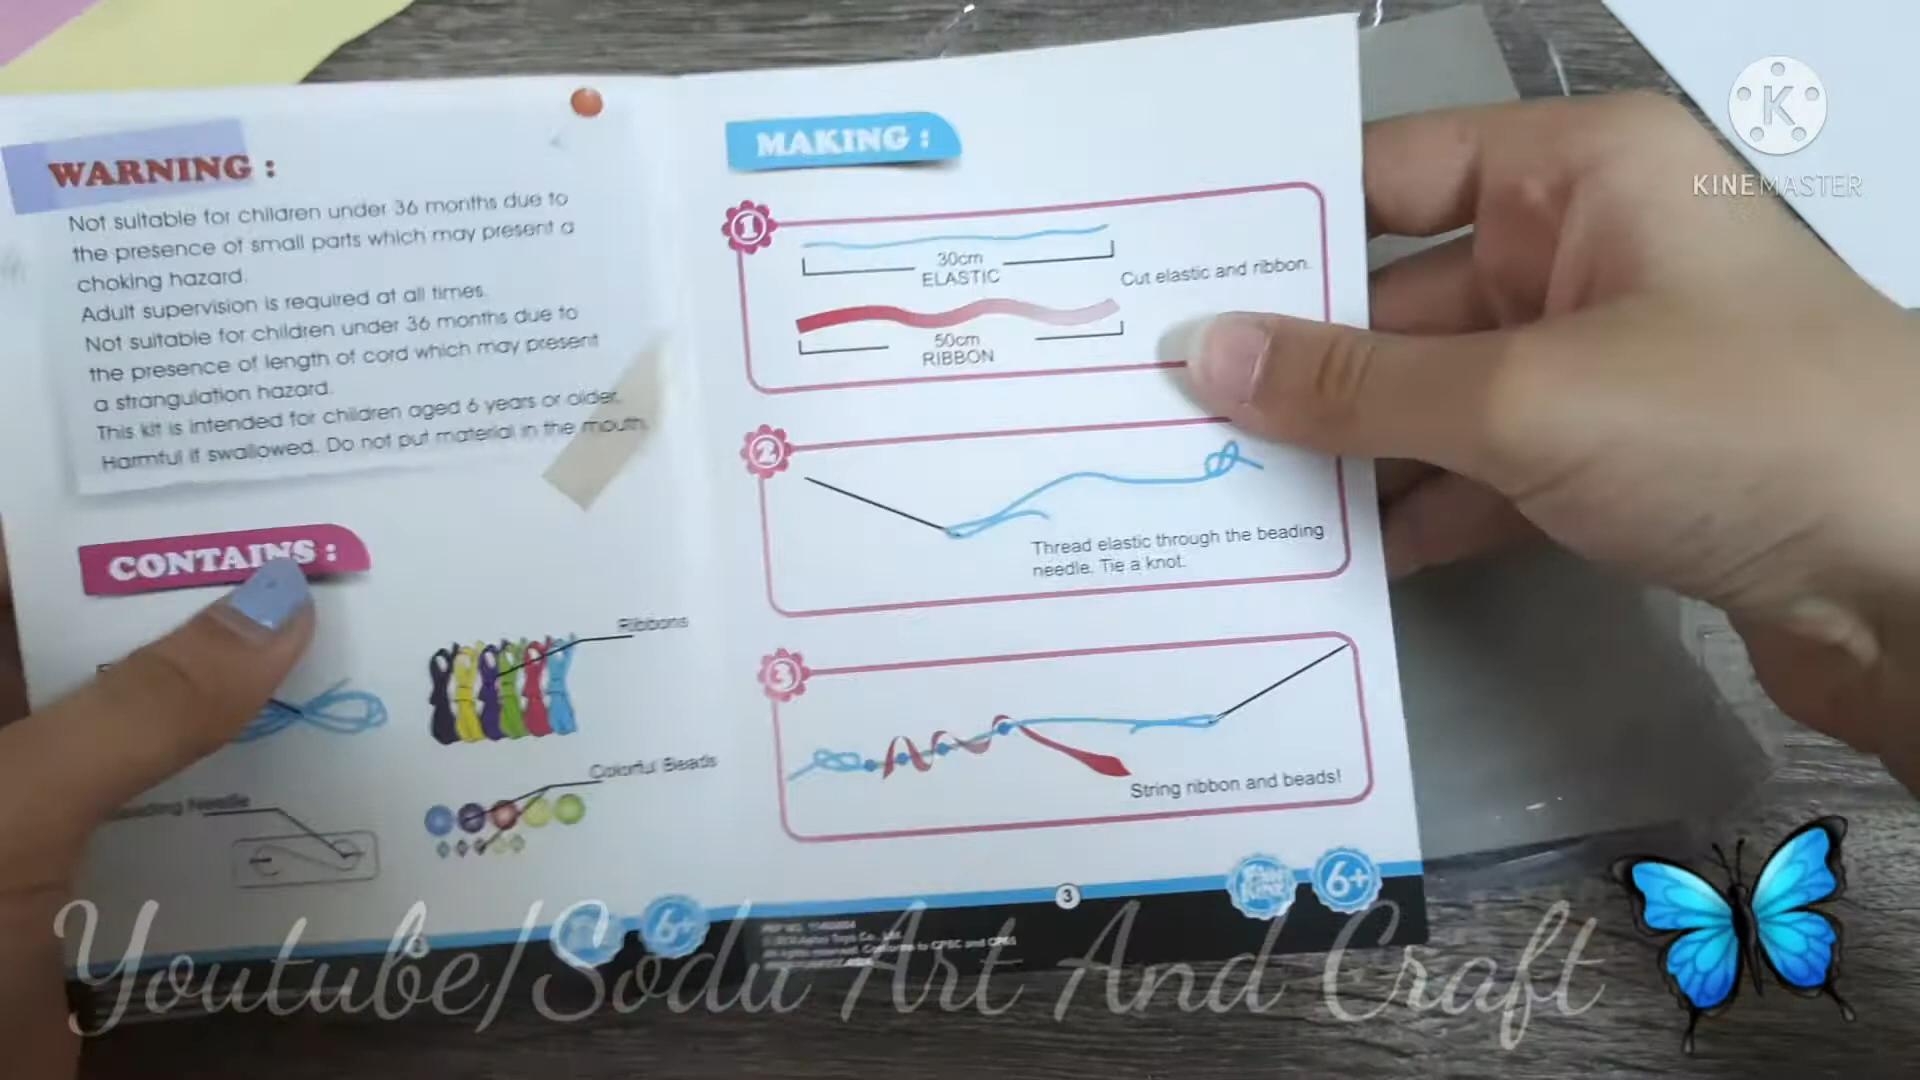 WARNING :
Not suitable for children under 36 months due to
the presence of small parts which may present a
choking hazard.
Adult supervision is required at all times.
Not suitable for children under 36 months due to
the presence of length of cord which may present
a strangulation hazard.
This kit is intended for children aged 6 years or older.
Harmful if swallowed. Do not put material in the mouth.
CONTAINS :
Ribbons
Colorful Beads
Needle
6+
MAKING :
1
30cm
ELASTIC
Cut elastic and ribbon.
50cm
RIBBON
2
Thread elastic through the beading
needle. Tie a knot.
3
String ribbon and beads!
3
6+
K
KINEMASTER
Youtube/Sodu Art And Craft